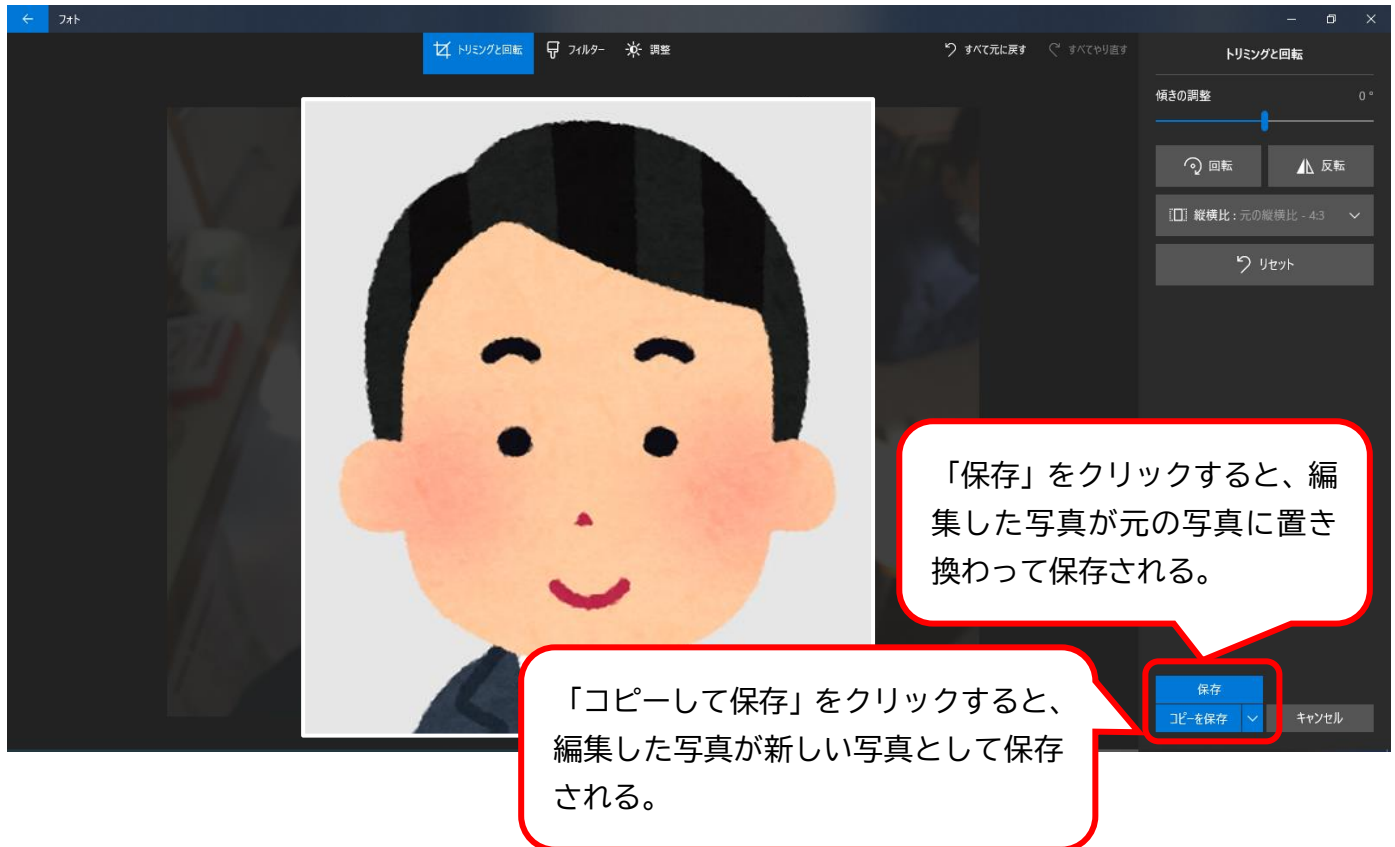 フォト
トリミングと回転 フィルター 調整 すべて元に戻す すべてやり直す
トリミングと回転
傾きの調整 0°
回転 反転
縦横比: 元の縦横比 - 4:3
リセット
「保存」をクリックすると、編
集した写真が元の写真に置き
換わって保存される。
保存
コピーを保存 キャンセル
「コピーして保存」をクリックすると、
編集した写真が新しい写真として保存
される。